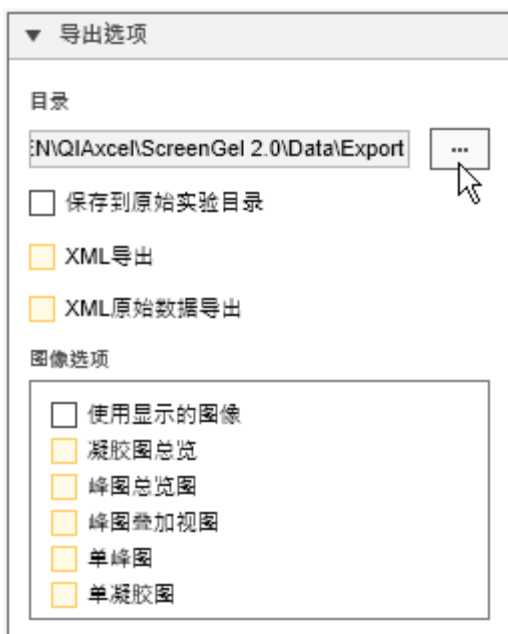 导出选项
目录
EN\QIAxcel\ScreenGel 2.0\Data\Export
...
保存到原始实验目录
XML导出
XML原始数据导出
图像选项
使用显示的图像
凝胶图总览
峰图总览图
峰图叠加视图
单峰图
单凝胶图